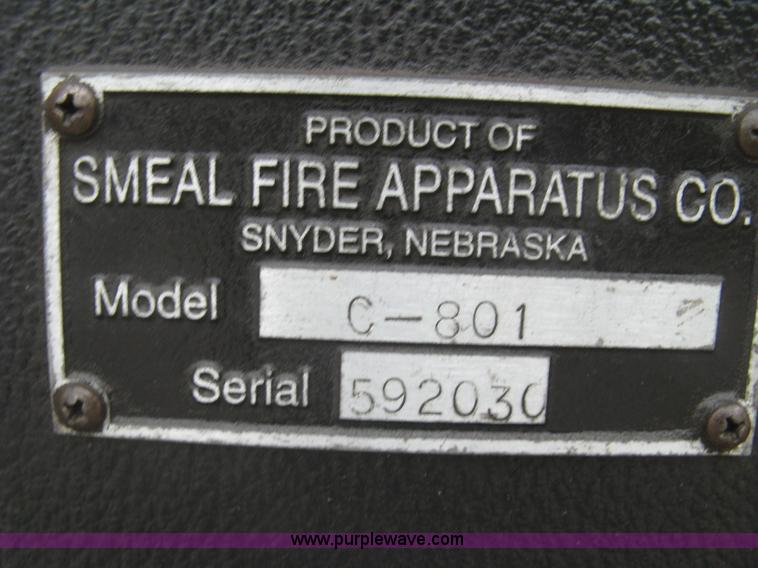 PRODUCT OF
SMEAL FIRE APPARATUS CO.
SNYDER, NEBRASKA
Model C-801
Serial 592030
www.purplewave.com